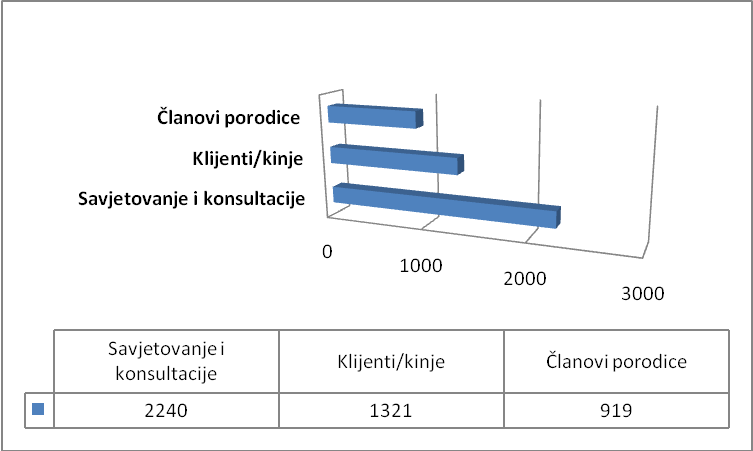 Članovi porodice
Klijenti/kinje
Savjetovanje i konsultacije
0
1000
2000
3000
Savjetovanje i
konsultacije
Klijenti/kinje
Članovi porodice
2240
1321
919